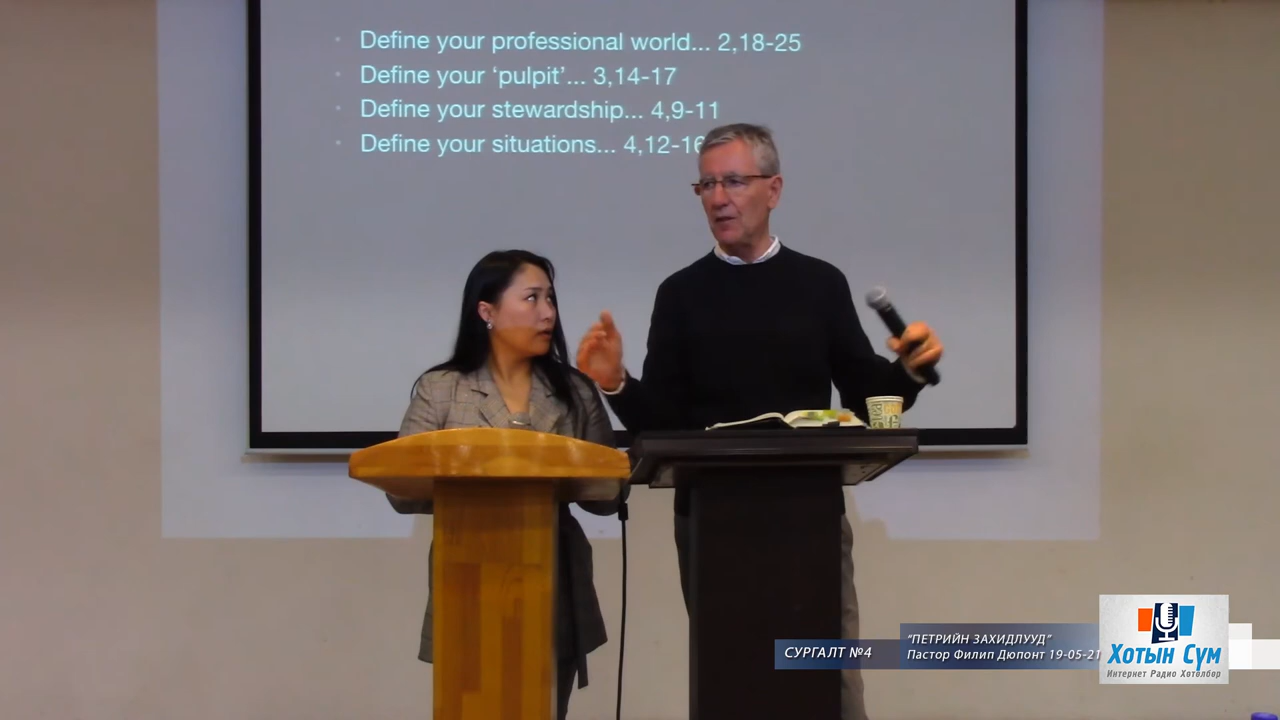 Define your professional world... 2,18-25
Define your ‘pulpit’... 3,14-17
Define your stewardship... 4,9-11
Define your situations... 4,12-16
СУРГАЛТ №4
"ПЕТРИЙН ЗАХИДЛУУД"
Пастор Филип Дюпонт 19-05-21
Хотын Сүм
Интернет Радио Хөтөлбөр